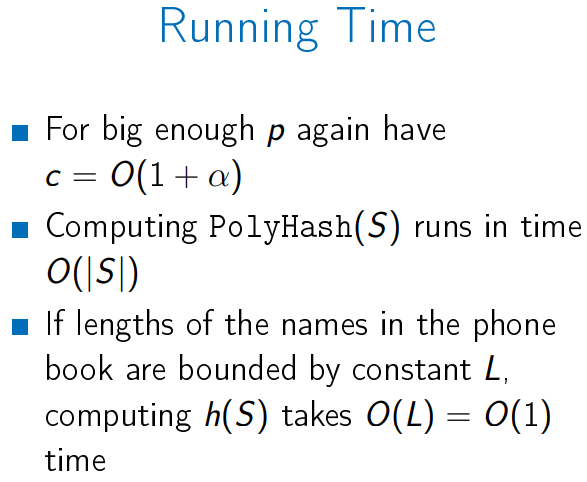 Running Time
For big enough p again have
c = O(1 + α)
Computing PolyHash(S) runs in time
O(|S|)
If lengths of the names in the phone
book are bounded by constant L,
computing h(S) takes O(L) = O(1)
time